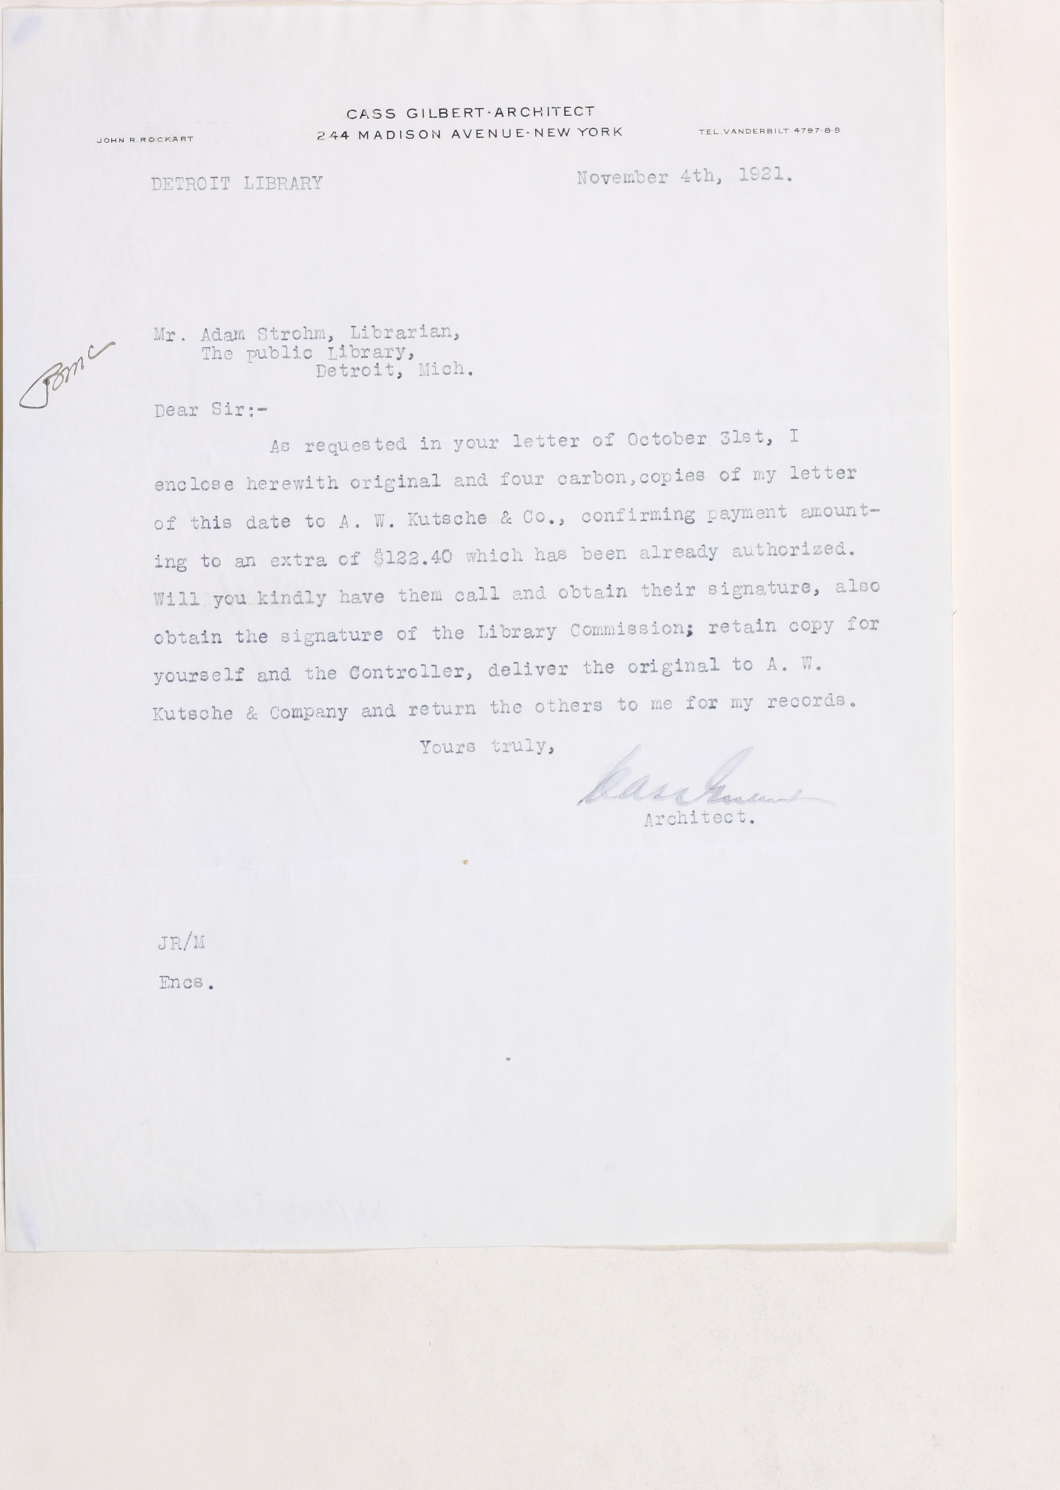 CASS GILBERT·ARCHITECT
244 MADISON AVENUE·NEW YORK
JOHN R. ROCKART
TEL. VANDERBILT 4797-8-9
DETROIT LIBRARY
November 4th, 1921.
Mr. Adam Strohm, Librarian,
The public Library,
Detroit, Mich.
Dear Sir:-
As requested in your letter of October 31st, I
enclose herewith original and four carbon,copies of my letter
of this date to A. W. Kutsche & Co., confirming payment amount-
ing to an extra of $122.40 which has been already authorized.
Will you kindly have them call and obtain their signature, also
obtain the signature of the Library Commission; retain copy for
yourself and the Controller, deliver the original to A. W.
Kutsche & Company and return the others to me for my records.
Yours truly,
Cass Gilbert
Architect.
JR/M
Encs.